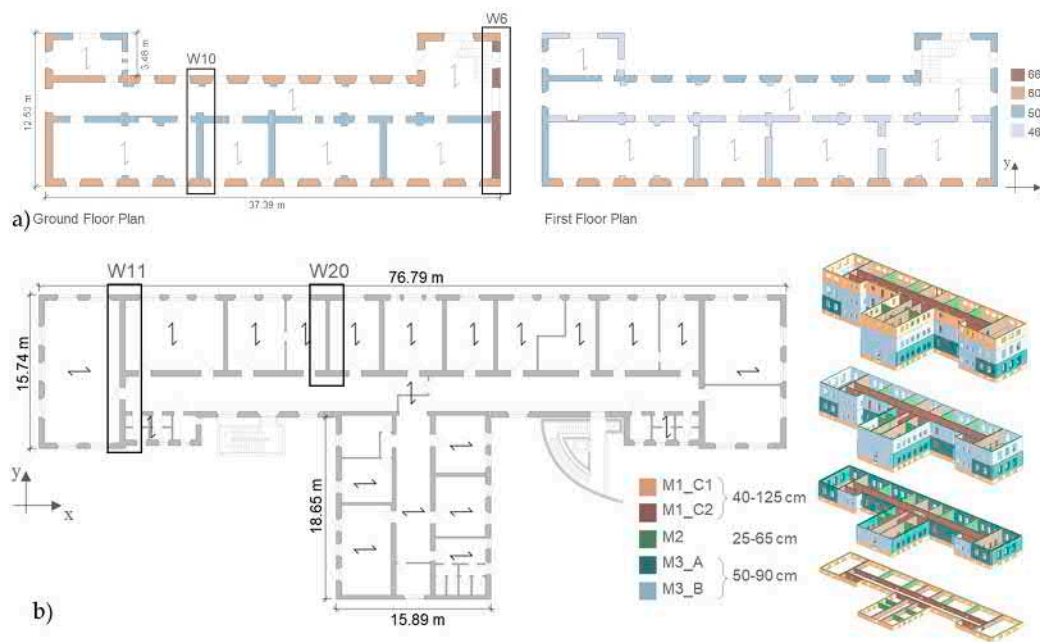 W10
W6
3.48 m
12.53 m
66
60
50
46
y
x
37.39 m
a) Ground Floor Plan
First Floor Plan
W11
W20
76.79 m
15.74 m
18.65 m
y
x
M1_C1
M1_C2
40-125 cm
M2
25-65 cm
M3_A
M3_B
50-90 cm
b)
15.89 m